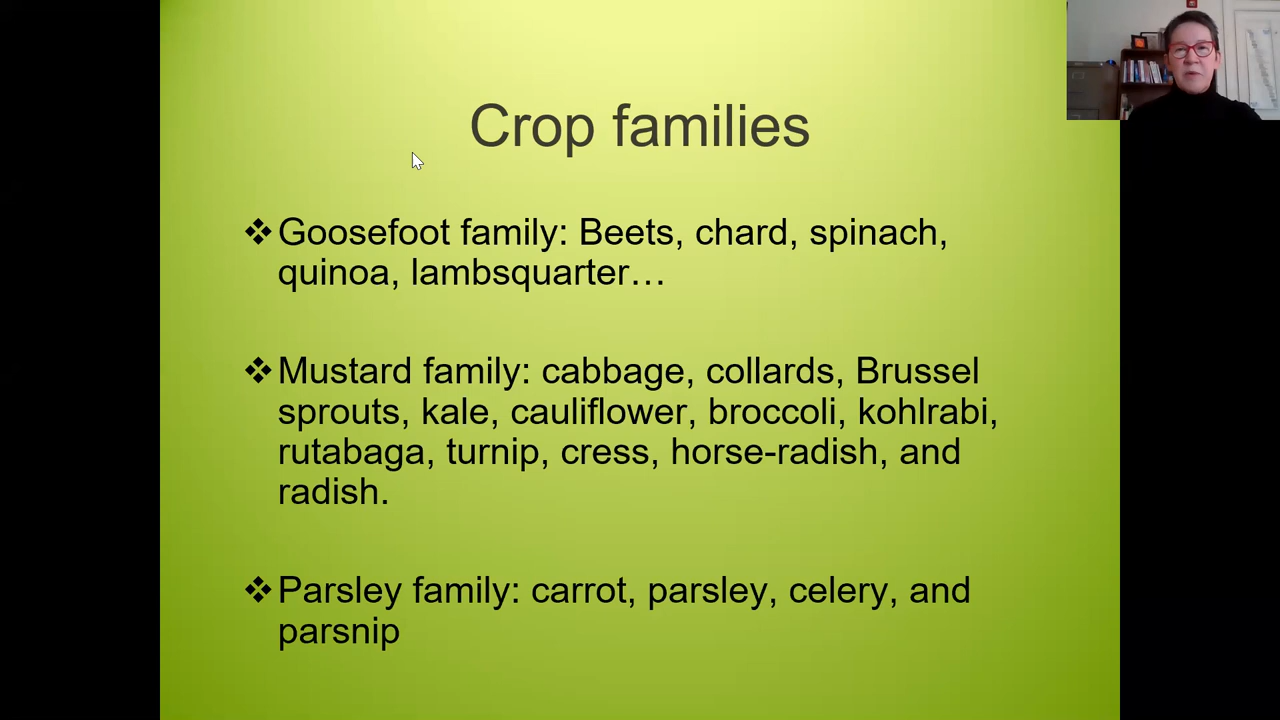 Crop families
❖Goosefoot family: Beets, chard, spinach,
quinoa, lambsquarter…
❖Mustard family: cabbage, collards, Brussel
sprouts, kale, cauliflower, broccoli, kohlrabi,
rutabaga, turnip, cress, horse-radish, and
radish.
❖Parsley family: carrot, parsley, celery, and
parsnip